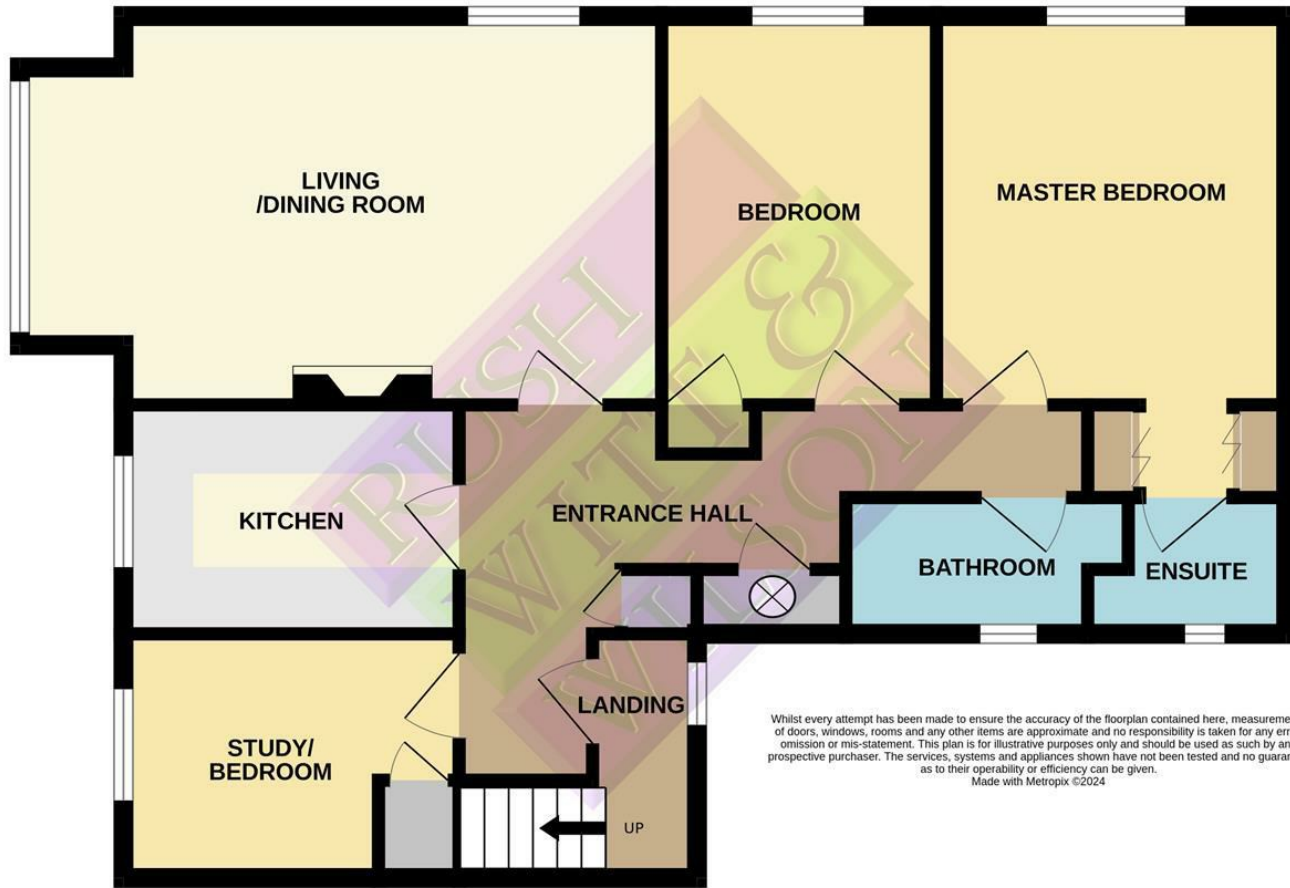 LIVING
/DINING ROOM
BEDROOM
MASTER BEDROOM
KITCHEN
ENTRANCE HALL
BATHROOM
ENSUITE
STUDY/
BEDROOM
LANDING
UP
RUSH
WITT &
WILSON
Whilst every attempt has been made to ensure the accuracy of the floorplan contained here,
of doors, windows, rooms and any other items are approximate and no responsibility is taken for any
omission or mis-statement. This plan is for illustrative purposes only and should be used as such by
prospective purchaser. The services, systems and appliances shown have not been tested and no
as to their operability or efficiency can be given.
Made with Metropix ©2024